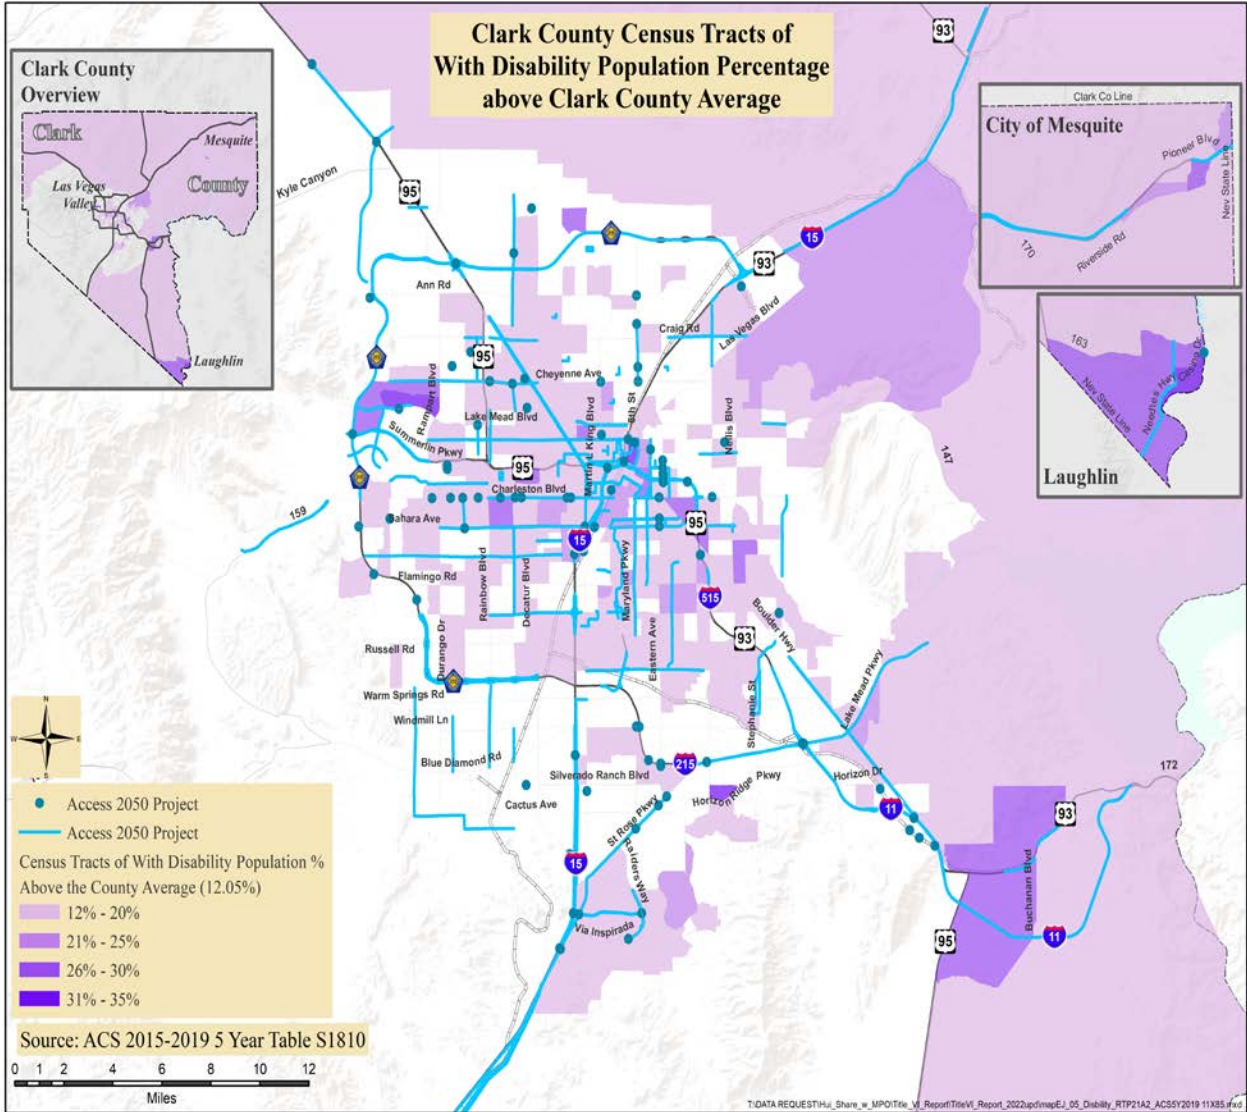 Clark County Census Tracts of
With Disability Population Percentage
above Clark County Average
Clark County
Overview
Clark
Mesquite
County
Las Vegas
Valley
Laughlin
93
Clark Co Line
City of Mesquite
Pioneer Blvd
Nev State Line
170
Riverside Rd
163
Nev State Line
Needles Hwy
Casino Dr
Laughlin
Kyle Canyon
95
15
93
Ann Rd
Craig Rd
Las Vegas Blvd
95
Cheyenne Ave
Rampart Blvd
Lake Mead Blvd
Martin L King Blvd
5th St
Nellis Blvd
Summerlin Pkwy
95
Charleston Blvd
147
159
Sahara Ave
95
15
Flamingo Rd
Rainbow Blvd
Decatur Blvd
Maryland Pkwy
515
Boulder Hwy
93
Durango Dr
Eastern Ave
Russell Rd
Warm Springs Rd
Windmill Ln
Stephanie St
Lake Mead Pkwy
Blue Diamond Rd
Silverado Ranch Blvd
215
Horizon Ridge
Pkwy
Horizon Dr
172
Cactus Ave
St Rose Pkwy
11
93
15
Raiders Way
Buchanan Blvd
Via Inspirada
95
11
N
W
E
S
Access 2050 Project
Access 2050 Project
Census Tracts of With Disability Population %
Above the County Average (12.05%)
12% - 20%
21% - 25%
26% - 30%
31% - 35%
Source: ACS 2015-2019 5 Year Table S1810
0 1 2 4 6 8 10 12
Miles
T:\DATA REQUEST\Hui_Share_w_MPO\Title_VI_Report\TitleVI_Report_2022upd\mapEJ_05_Disbility_RTP21A2_ACS5Y2019 11X85.mxd